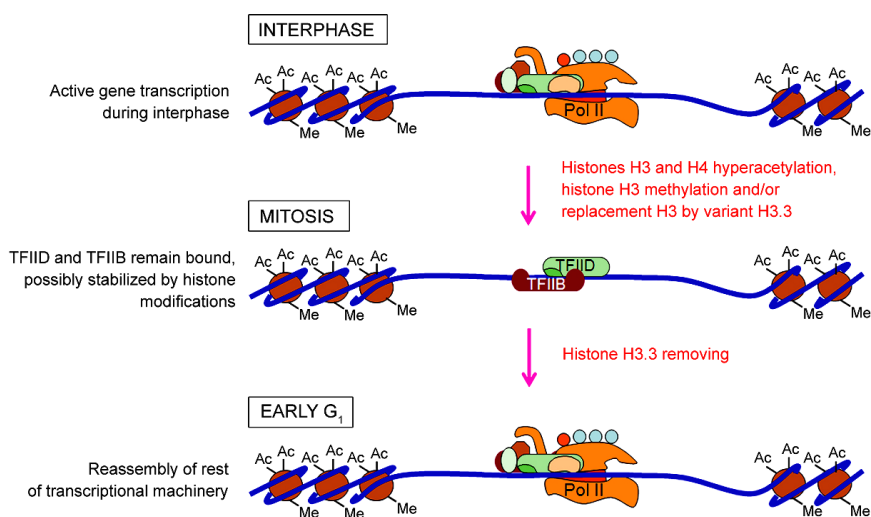 INTERPHASE
Ac Ac Ac Ac Ac Ac Ac Ac Ac Ac
Active gene transcription
during interphase
Pol II
Me Me Me Me Me
Histones H3 and H4 hyperacetylation,
histone H3 methylation and/or
replacement H3 by variant H3.3
MITOSIS
Ac Ac Ac Ac Ac Ac Ac Ac Ac Ac
TFIID and TFIIB remain bound,
possibly stabilized by histone
modifications
TFIID
TFIIB
Me Me Me Me Me
Histone H3.3 removing
EARLY G1
Ac Ac Ac Ac Ac Ac Ac Ac Ac Ac
Reassembly of rest
of transcriptional machinery
Pol II
Me Me Me Me Me